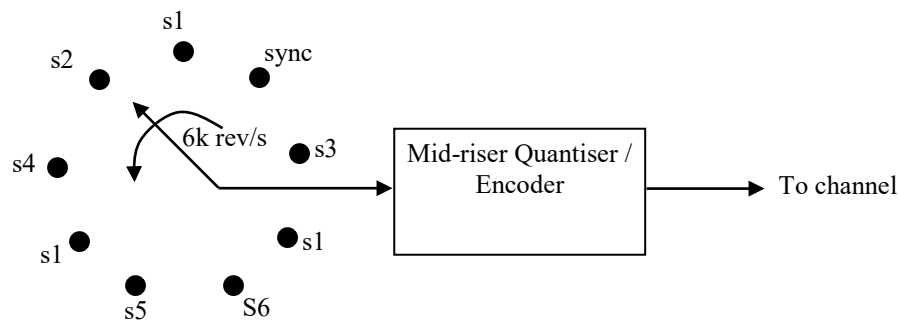 s1
s2
sync
6k rev/s
s3
s4
Mid-riser Quantiser /
Encoder
To channel
s1
s1
s5
S6